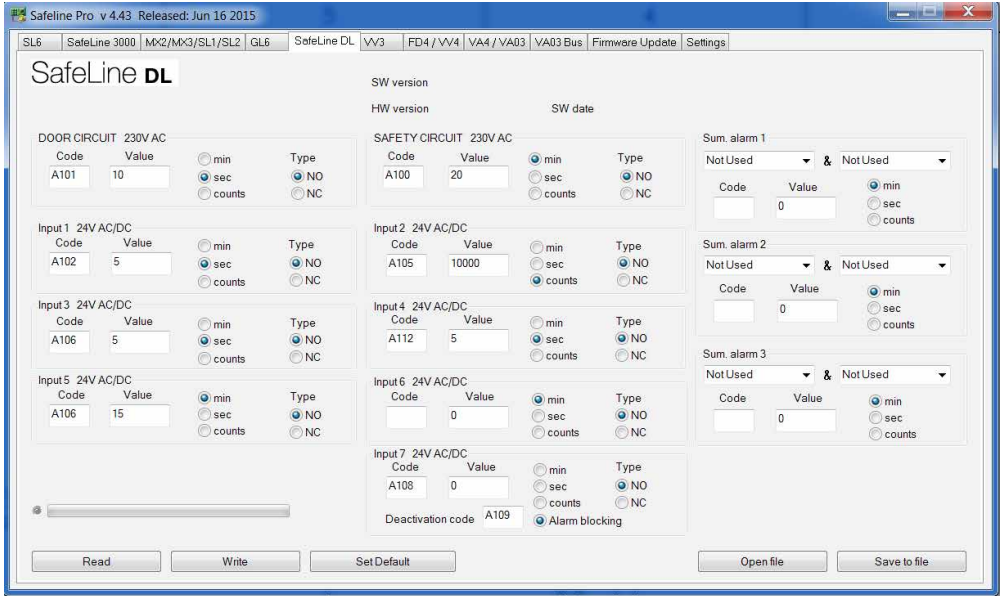 Safeline Pro v 4.43 Released: Jun 16 2015
SL6 SafeLine 3000 MX2/MX3/SL1/SL2 GL6 SafeLine DL VV3 FD4 / VV4 VA4 / VA03 VA03 Bus Firmware Update Settings
SafeLine DL
SW version
HW version SW date
DOOR CIRCUIT 230V AC
Code Value
A101 10
min
sec
counts
Type
NO
NC
SAFETY CIRCUIT 230V AC
Code Value
A100 20
min
sec
counts
Type
NO
NC
Sum. alarm 1
Not Used & Not Used
Code Value
0
min
sec
counts
Input 1 24V AC/DC
Code Value
A102 5
min
sec
counts
Type
NO
NC
Input 2 24V AC/DC
Code Value
A105 10000
min
sec
counts
Type
NO
NC
Sum. alarm 2
Not Used & Not Used
Code Value
0
min
sec
counts
Input 3 24V AC/DC
Code Value
A106 5
min
sec
counts
Type
NO
NC
Input 4 24V AC/DC
Code Value
A112 5
min
sec
counts
Type
NO
NC
Sum. alarm 3
Not Used & Not Used
Code Value
0
min
sec
counts
Input 5 24V AC/DC
Code Value
A106 15
min
sec
counts
Type
NO
NC
Input 6 24V AC/DC
Code Value
0
min
sec
counts
Type
NO
NC
Input 7 24V AC/DC
Code Value
A108 0
min
sec
counts
Type
NO
NC
Deactivation code A109 Alarm blocking
Read Write Set Default Open file Save to file